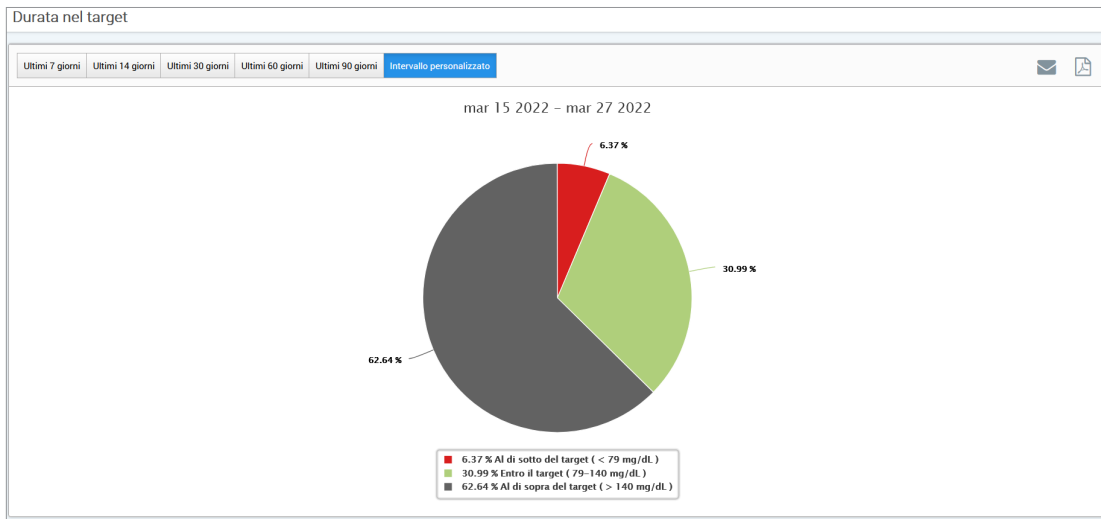 Durata nel target
Ultimi 7 giorni Ultimi 14 giorni Ultimi 30 giorni Ultimi 60 giorni Ultimi 90 giorni Intervallo personalizzato
mar 15 2022 – mar 27 2022
6.37 %
30.99 %
62.64 %
6.37 % Al di sotto del target ( < 79 mg/dL )
30.99 % Entro il target ( 79–140 mg/dL )
62.64 % Al di sopra del target ( > 140 mg/dL )